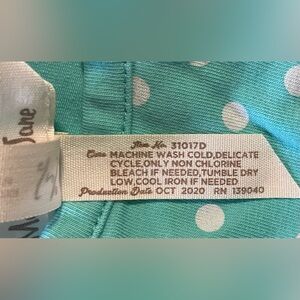 Jane
Item No. 31017D
Care MACHINE WASH COLD,DELICATE
CYCLE.ONLY NON CHLORINE
BLEACH IF NEEDED,TUMBLE DRY
LOW,COOL IRON IF NEEDED
Production Date OCT 2020 RN 139040